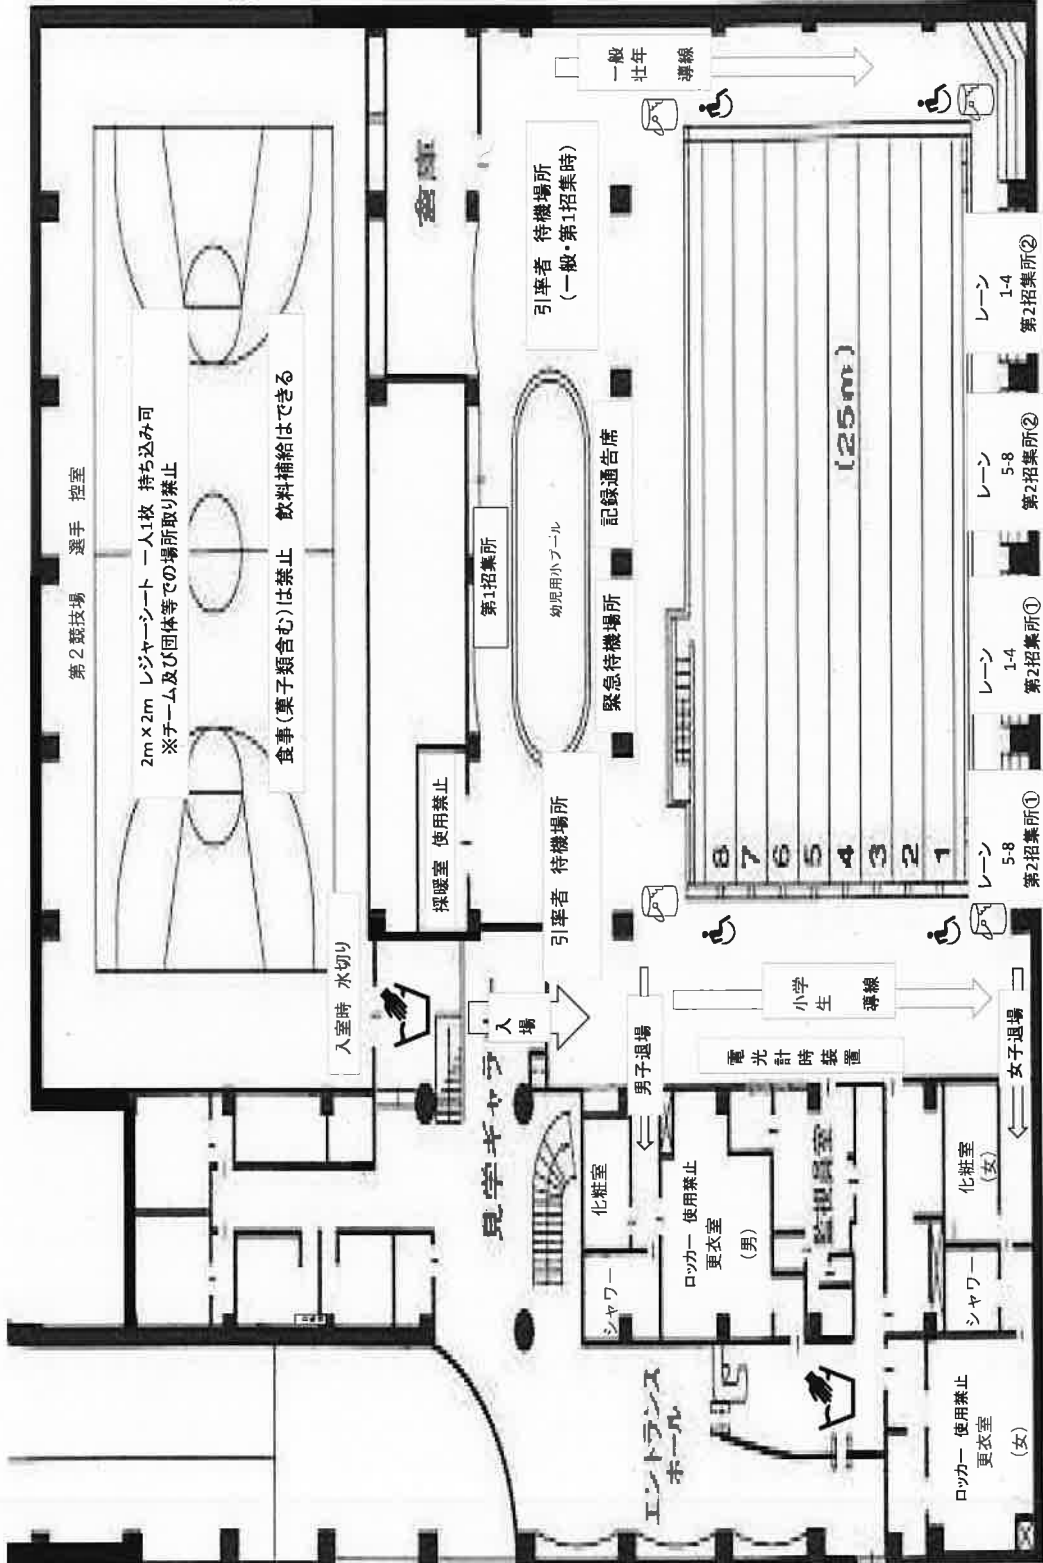 第2競技場　選手　控室
2m×2m レジャーシート 一人1枚 持ち込み可
※チーム及び団体等での場所取り禁止
食事(菓子類含む)は禁止　飲料補給はできる
入室時 水切り
採暖室 使用禁止
倉庫
第1招集所
幼児用小プール
引率者 待機場所
(一般・第1招集時)
記録通告席
緊急待機場所
引率者 待機場所
一般
壮年
導線
入
場
見学ギャラ
男子退場
小学
生
導線
電
光
計
時
装
置
女子退場
[25m]
8
7
6
5
4
3
2
1
レーン
5-8
第2招集所①
レーン
1-4
第2招集所①
レーン
5-8
第2招集所②
レーン
1-4
第2招集所②
化粧室
シャワー
ロッカー 使用禁止
更衣室
(男)
監視員室
化粧室
(女)
シャワー
エントランス
ホール
ロッカー 使用禁止
更衣室
(女)